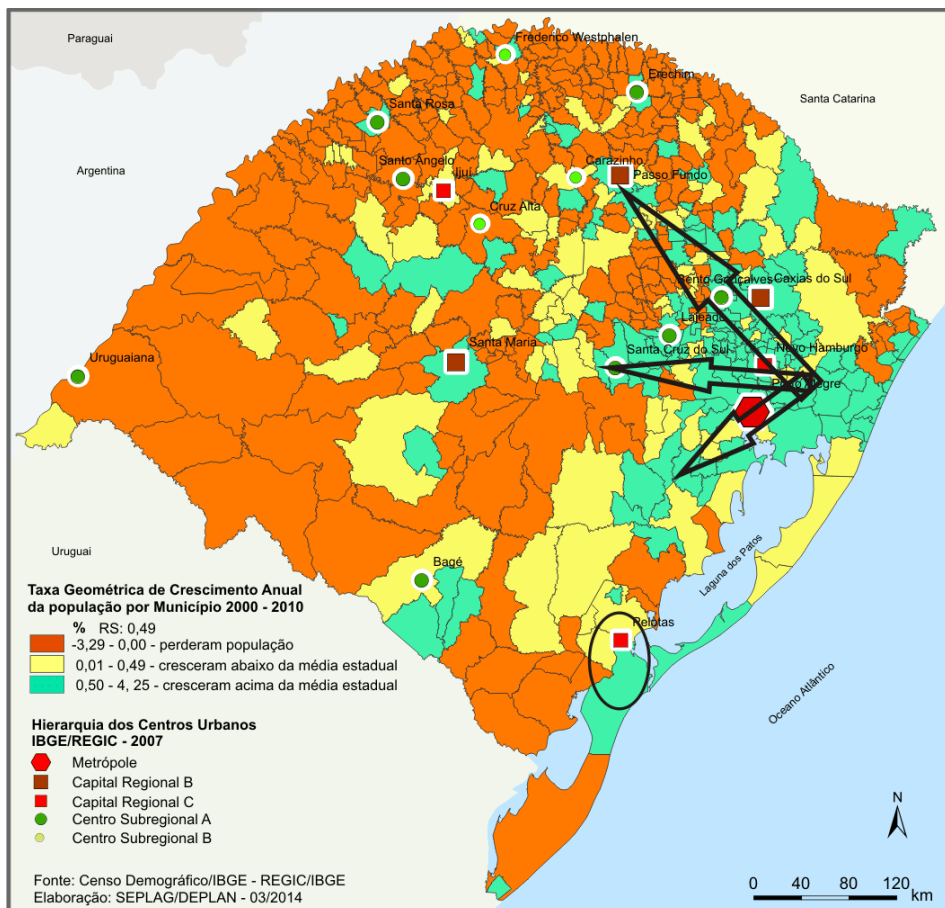 Paraguai
Frederico Westphalen
Erechim
Santa Catarina
Santa Rosa
Argentina
Santo Ângelo
Ijuí
Carazinho
Passo Fundo
Cruz Alta
Bento Gonçalves
Caxias do Sul
Lajeado
Santa Maria
Santa Cruz do Sul
Novo Hamburgo
Uruguaiana
Porto Alegre
Uruguai
Bagé
Laguna dos Patos
Pelotas
Oceano Atlântico
Taxa Geométrica de Crescimento Anual
da população por Município 2000 - 2010
% RS: 0,49
-3,29 - 0,00 - perderam população
0,01 - 0,49 - cresceram abaixo da média estadual
0,50 - 4, 25 - cresceram acima da média estadual
Hierarquia dos Centros Urbanos
IBGE/REGIC - 2007
Metrópole
Capital Regional B
Capital Regional C
Centro Subregional A
Centro Subregional B
Fonte: Censo Demográfico/IBGE - REGIC/IBGE
Elaboração: SEPLAG/DEPLAN - 03/2014
N
0 40 80 120
km